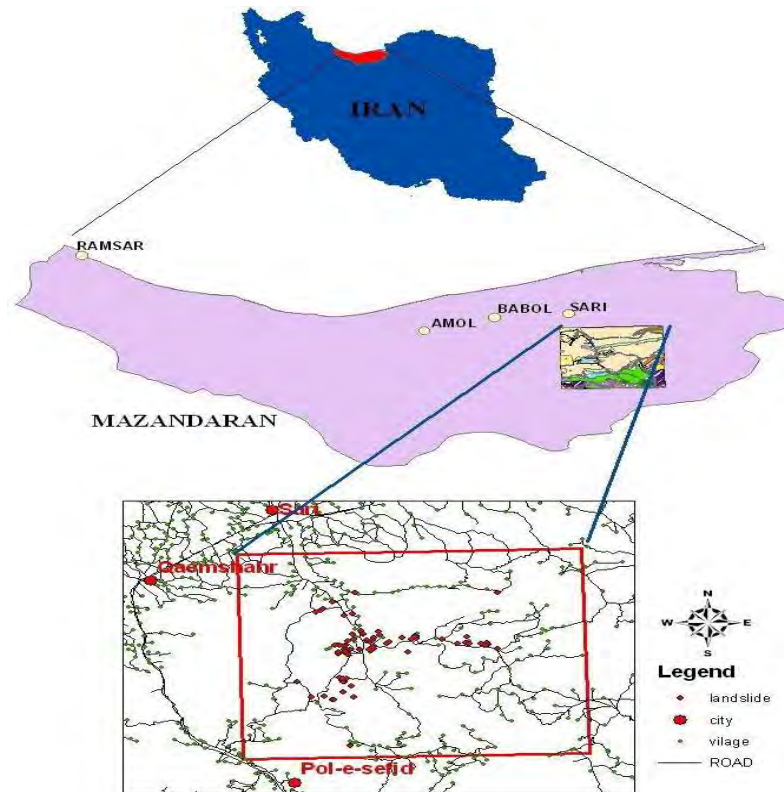 IRAN
RAMSAR
AMOL
BABOL
SARI
MAZANDARAN
Sari
Qaemshahr
Pol-e-sefid
N
W
E
S
Legend
landslide
city
vilage
ROAD